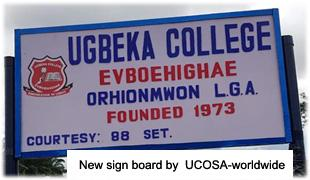 UGBEKA COLLEGE
EVBOEHIGHAE
ORHIONMWON L.G.A.
FOUNDED 1973
COURTESY: 88 SET.
New sign board by UCOSA-worldwide